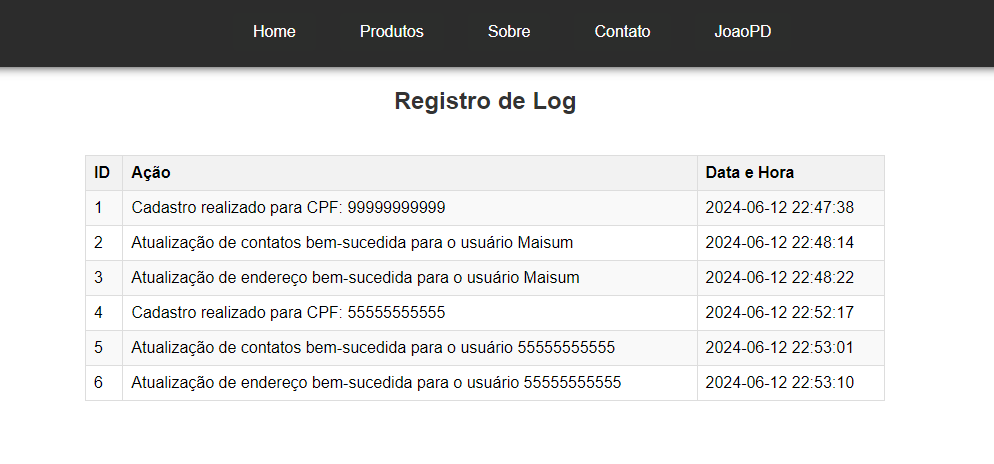 Home Produtos Sobre Contato JoaoPD
Registro de Log
ID Ação Data e Hora
1 Cadastro realizado para CPF: 99999999999 2024-06-12 22:47:38
2 Atualização de contatos bem-sucedida para o usuário Maisum 2024-06-12 22:48:14
3 Atualização de endereço bem-sucedida para o usuário Maisum 2024-06-12 22:48:22
4 Cadastro realizado para CPF: 55555555555 2024-06-12 22:52:17
5 Atualização de contatos bem-sucedida para o usuário 55555555555 2024-06-12 22:53:01
6 Atualização de endereço bem-sucedida para o usuário 55555555555 2024-06-12 22:53:10